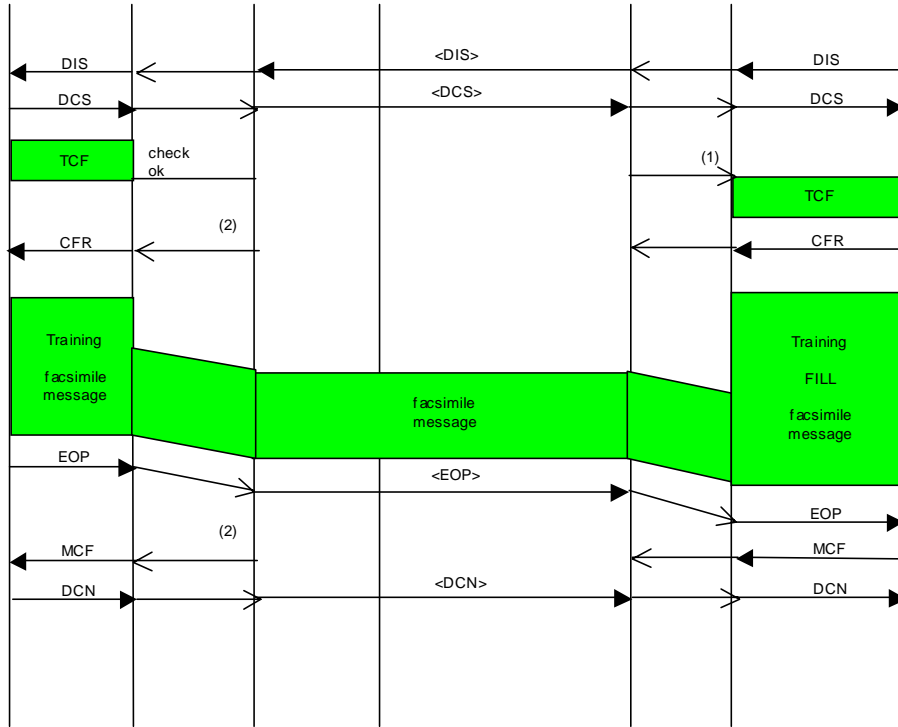 DIS <DIS> DIS
DCS <DCS> DCS
TCF check (1)
ok
TCF
(2)
CFR CFR
Training Training
facsimile FILL
message facsimile
message facsimile
message
EOP <EOP>
EOP
(2)
MCF MCF
DCN <DCN> DCN